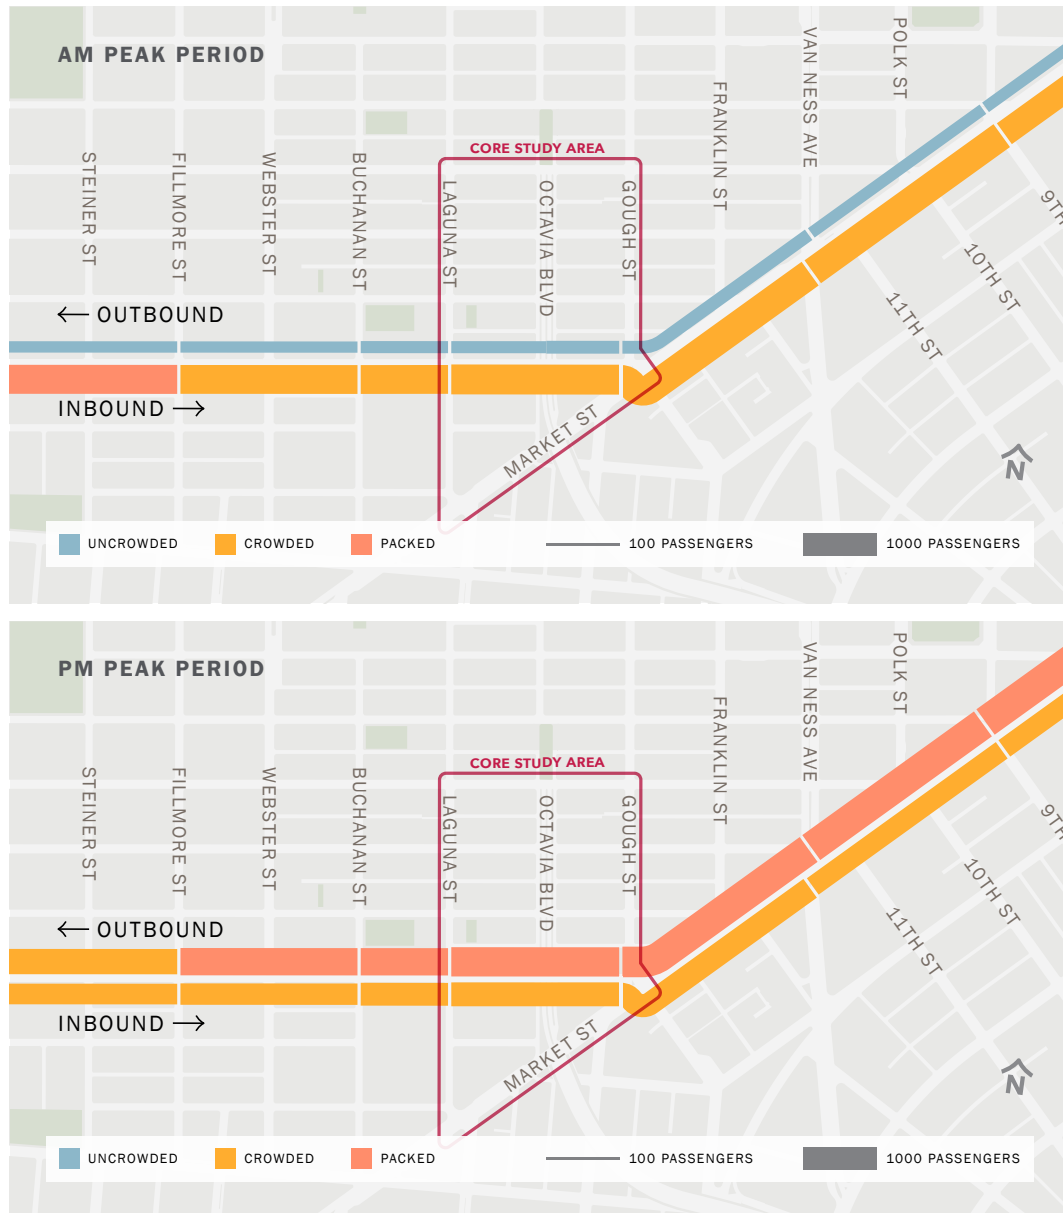 AM PEAK PERIOD
POLK ST
VAN NESS AVE
FRANKLIN ST
CORE STUDY AREA
STEINER ST
FILLMORE ST
WEBSTER ST
BUCHANAN ST
LAGUNA ST
OCTAVIA BLVD
GOUGH ST
9TH
10TH ST
11TH ST
← OUTBOUND
INBOUND →
MARKET ST
N
UNCROWDED
CROWDED
PACKED
100 PASSENGERS
1000 PASSENGERS
PM PEAK PERIOD
POLK ST
VAN NESS AVE
FRANKLIN ST
CORE STUDY AREA
STEINER ST
FILLMORE ST
WEBSTER ST
BUCHANAN ST
LAGUNA ST
OCTAVIA BLVD
GOUGH ST
9TH
10TH ST
11TH ST
← OUTBOUND
INBOUND →
MARKET ST
N
UNCROWDED
CROWDED
PACKED
100 PASSENGERS
1000 PASSENGERS